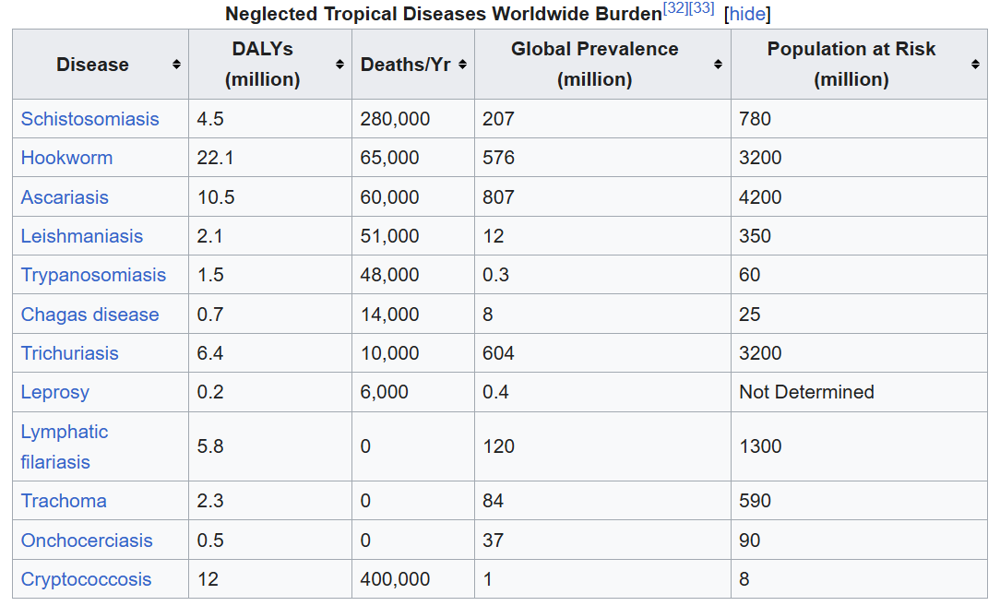 Neglected Tropical Diseases Worldwide Burden[32][33] [hide]
Disease DALYs (million) Deaths/Yr Global Prevalence (million) Population at Risk (million)
Schistosomiasis 4.5 280,000 207 780
Hookworm 22.1 65,000 576 3200
Ascariasis 10.5 60,000 807 4200
Leishmaniasis 2.1 51,000 12 350
Trypanosomiasis 1.5 48,000 0.3 60
Chagas disease 0.7 14,000 8 25
Trichuriasis 6.4 10,000 604 3200
Leprosy 0.2 6,000 0.4 Not Determined
Lymphatic filariasis 5.8 0 120 1300
Trachoma 2.3 0 84 590
Onchocerciasis 0.5 0 37 90
Cryptococcosis 12 400,000 1 8